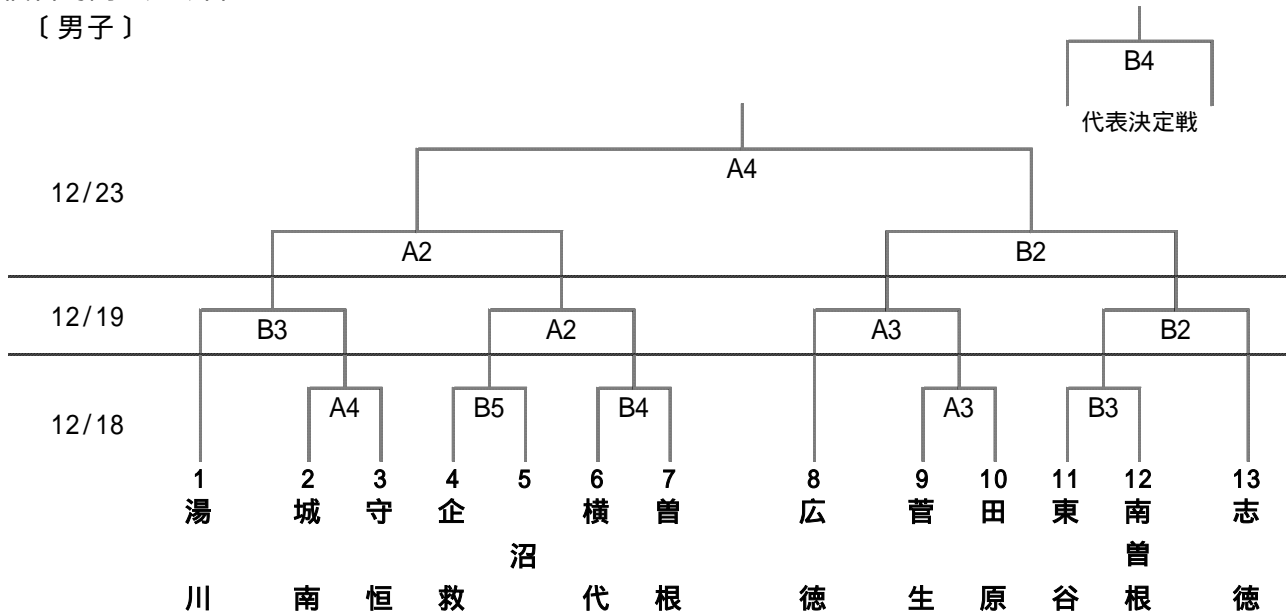 〔男子〕
B4
代表決定戦
A4
12/23
A2 B2
12/19
B3 A2 A3 B2
12/18
A4 B5 B4 A3 B3
1 2 3 4 5 6 7 8 9 10 11 12 13
湯川
城南
守恒
企救
沼
横代
曽根
広徳
菅生
田原
東谷
南曽根
志徳